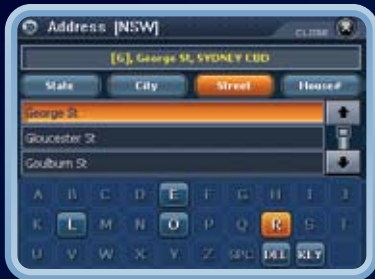 Address [NSW] CLOSE
[G], George St, SYDNEY CBD
State City Street House#
George St
Gloucester St
Goulburn St
A B C D E F G H I J
K L M N O P Q R S T
U V W X Y Z SPC DEL KEY